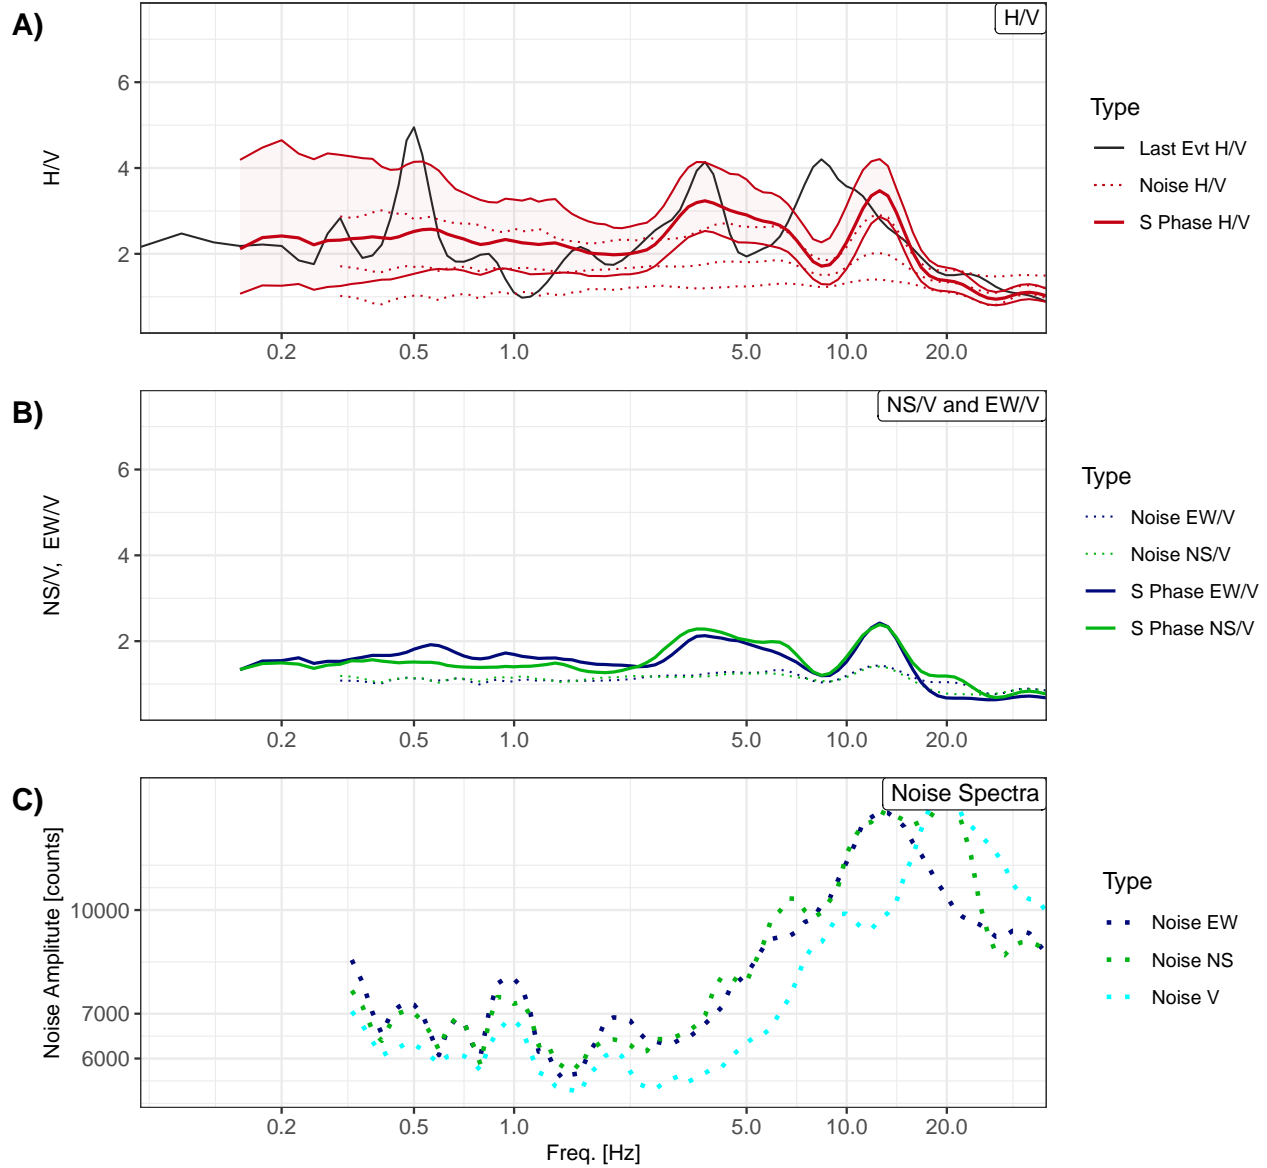 A)
H/V
6
4
2
H/V
0.2 0.5 1.0 5.0 10.0 20.0
Type
Last Evt H/V
Noise H/V
S Phase H/V
B)
NS/V and EW/V
6
4
2
NS/V, EW/V
0.2 0.5 1.0 5.0 10.0 20.0
Type
Noise EW/V
Noise NS/V
S Phase EW/V
S Phase NS/V
C)
Noise Spectra
10000
7000
6000
Noise Amplitute [counts]
0.2 0.5 1.0 5.0 10.0 20.0
Freq. [Hz]
Type
Noise EW
Noise NS
Noise V